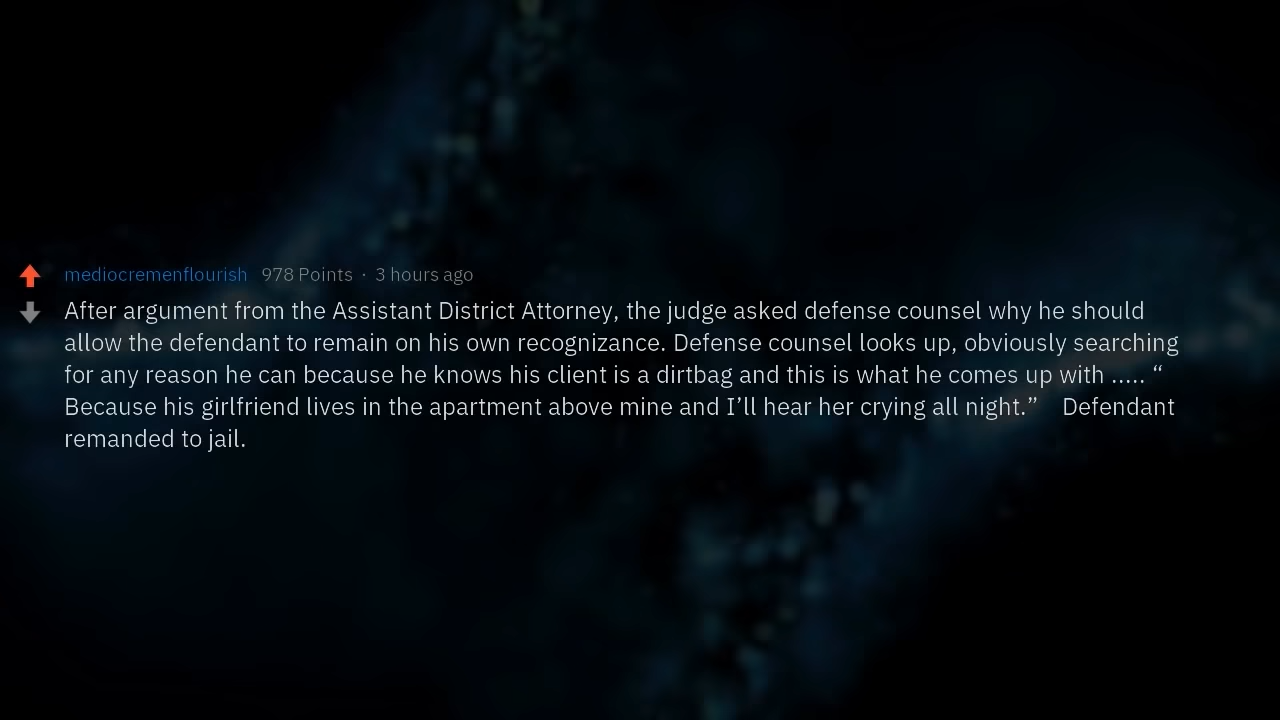 mediocremenflourish 978 Points · 3 hours ago
After argument from the Assistant District Attorney, the judge asked defense counsel why he should
allow the defendant to remain on his own recognizance. Defense counsel looks up, obviously searching
for any reason he can because he knows his client is a dirtbag and this is what he comes up with ..... “
Because his girlfriend lives in the apartment above mine and I’ll hear her crying all night.” Defendant
remanded to jail.